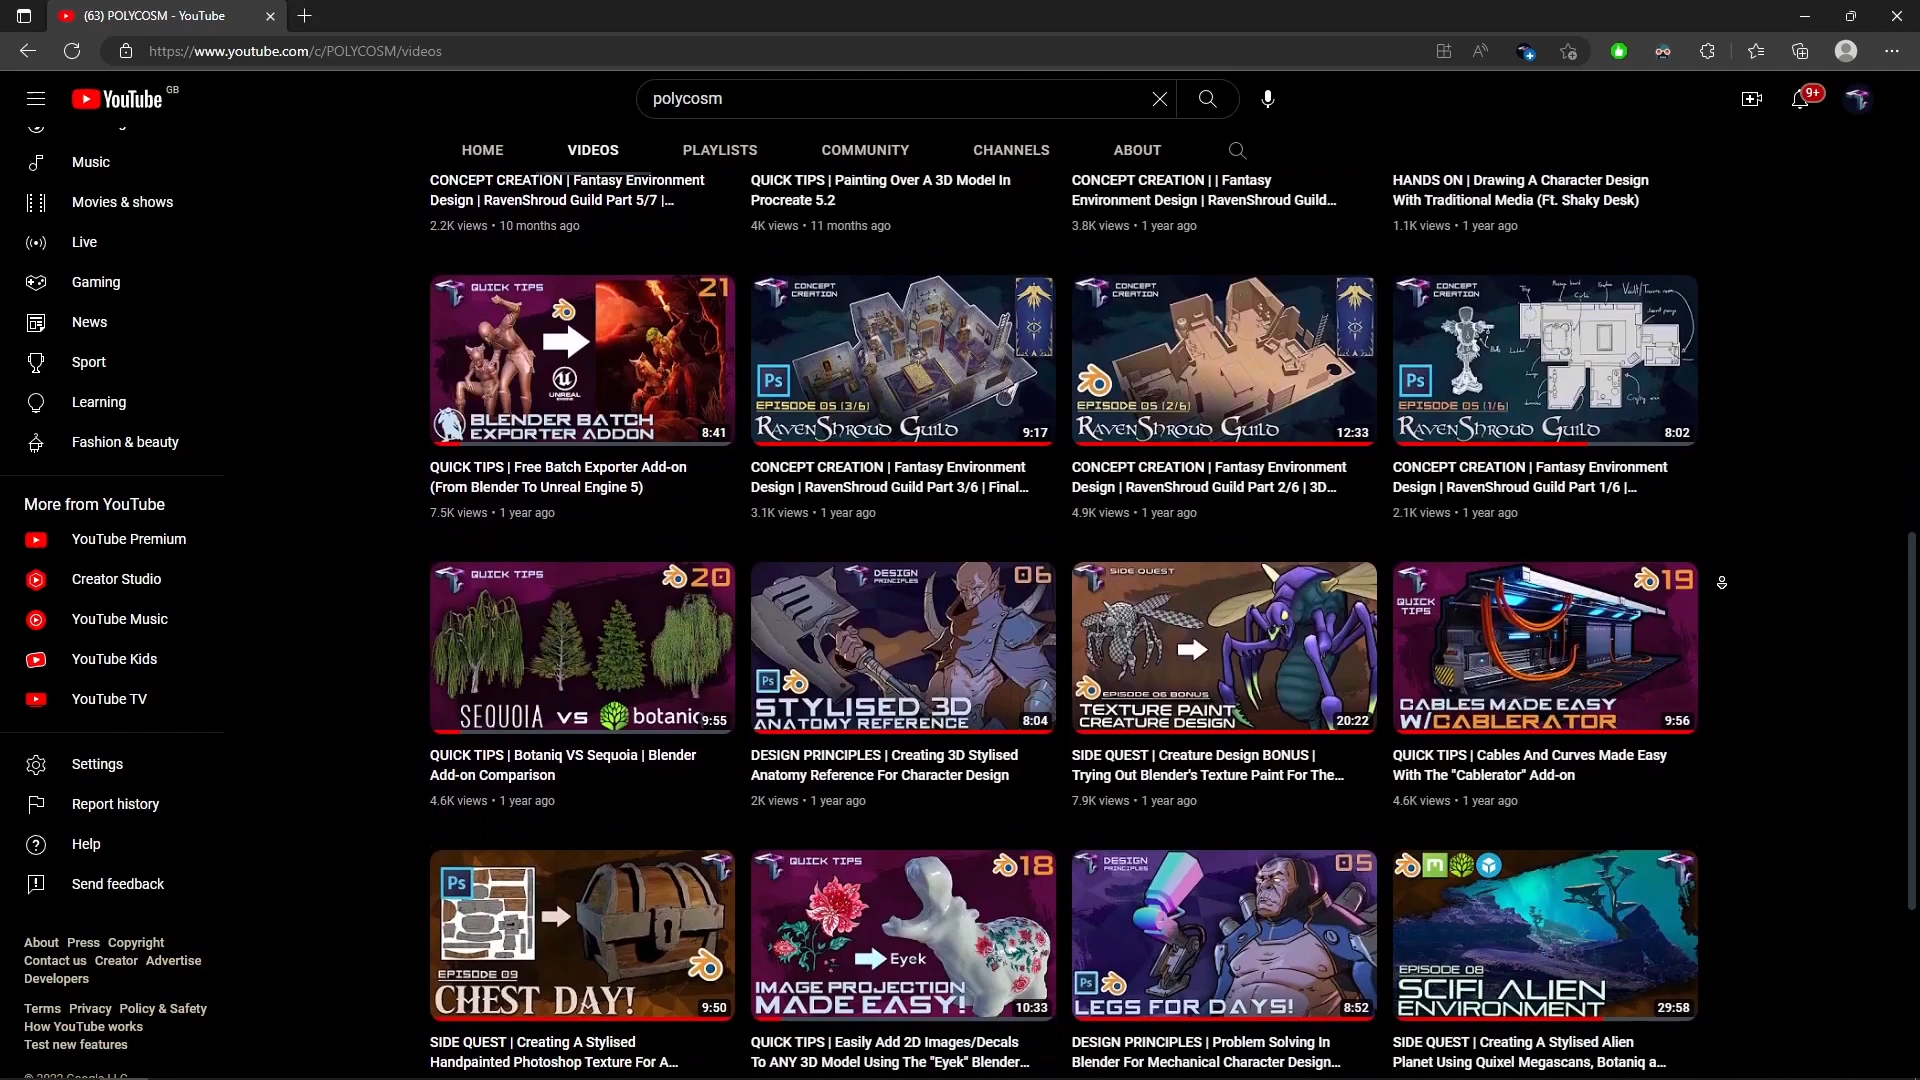 (63) POLYCOSM - YouTube
https://www.youtube.com/c/POLYCOSM/videos
YouTube GB
polycosm
9+
HOME VIDEOS PLAYLISTS COMMUNITY CHANNELS ABOUT
Music
Movies & shows
Live
Gaming
News
Sport
Learning
Fashion & beauty
More from YouTube
YouTube Premium
Creator Studio
YouTube Music
YouTube Kids
YouTube TV
Settings
Report history
Help
Send feedback
About Press Copyright
Contact us Creator Advertise
Developers
Terms Privacy Policy & Safety
How YouTube works
Test new features
CONCEPT CREATION | Fantasy Environment
Design | RavenShroud Guild Part 5/7 |...
2.2K views • 10 months ago
QUICK TIPS | Painting Over A 3D Model In
Procreate 5.2
4K views • 11 months ago
CONCEPT CREATION | | Fantasy
Environment Design | RavenShroud Guild...
3.8K views • 1 year ago
HANDS ON | Drawing A Character Design
With Traditional Media (Ft. Shaky Desk)
1.1K views • 1 year ago
QUICK TIPS 21
UNREAL
BLENDER BATCH
EXPORTER ADDON
8:41
QUICK TIPS | Free Batch Exporter Add-on
(From Blender To Unreal Engine 5)
7.5K views • 1 year ago
CONCEPT
CREATION
Ps
EPISODE 05 (3/6)
RAVENSHROUD GUILD
9:17
CONCEPT CREATION | Fantasy Environment
Design | RavenShroud Guild Part 3/6 | Final...
3.1K views • 1 year ago
CONCEPT
CREATION
EPISODE 05 (2/6)
RAVENSHROUD GUILD
12:33
CONCEPT CREATION | Fantasy Environment
Design | RavenShroud Guild Part 2/6 | 3D...
4.9K views • 1 year ago
CONCEPT
CREATION
Ps
EPISODE 05 (1/6)
RAVENSHROUD GUILD
8:02
CONCEPT CREATION | Fantasy Environment
Design | RavenShroud Guild Part 1/6 |...
2.1K views • 1 year ago
QUICK TIPS 20
SEQUOIA VS botaniq
9:55
QUICK TIPS | Botaniq VS Sequoia | Blender
Add-on Comparison
4.6K views • 1 year ago
DESIGN
PRINCIPLES
06
Ps
STYLISED 3D
ANATOMY REFERENCE
8:04
DESIGN PRINCIPLES | Creating 3D Stylised
Anatomy Reference For Character Design
2K views • 1 year ago
SIDE QUEST
EPISODE 06 BONUS
TEXTURE PAINT
CREATURE DESIGN
20:22
SIDE QUEST | Creature Design BONUS |
Trying Out Blender's Texture Paint For The...
7.9K views • 1 year ago
QUICK
TIPS
19
CABLES MADE EASY
W/CABLERATOR
9:56
QUICK TIPS | Cables And Curves Made Easy
With The "Cablerator" Add-on
4.6K views • 1 year ago
Ps
EPISODE 09
CHEST DAY!
9:50
SIDE QUEST | Creating A Stylised
Handpainted Photoshop Texture For A...
QUICK TIPS 18
Eyek
IMAGE PROJECTION
MADE EASY!
10:33
QUICK TIPS | Easily Add 2D Images/Decals
To ANY 3D Model Using The "Eyek" Blender...
DESIGN
PRINCIPLES
05
Ps
LEGS FOR DAYS!
8:52
DESIGN PRINCIPLES | Problem Solving In
Blender For Mechanical Character Design...
EPISODE 08
SCIFI ALIEN
ENVIRONMENT
29:58
SIDE QUEST | Creating A Stylised Alien
Planet Using Quixel Megascans, Botaniq a...